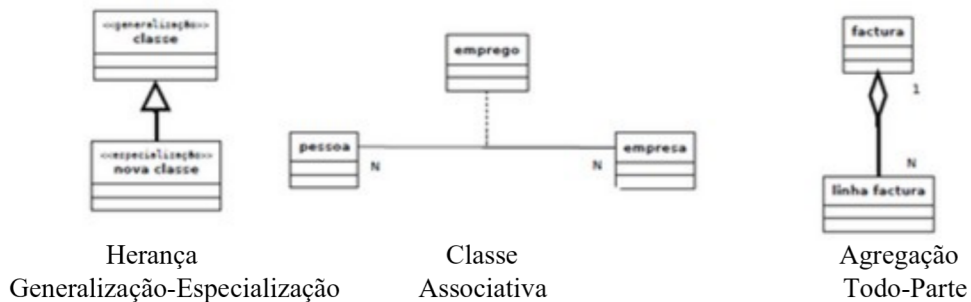 <<generalização>>
classe
<<especialização>>
nova classe
emprego
pessoa
N
N
empresa
factura
1
N
linha factura
Herança
Generalização-Especialização
Classe
Associativa
Agregação
Todo-Parte